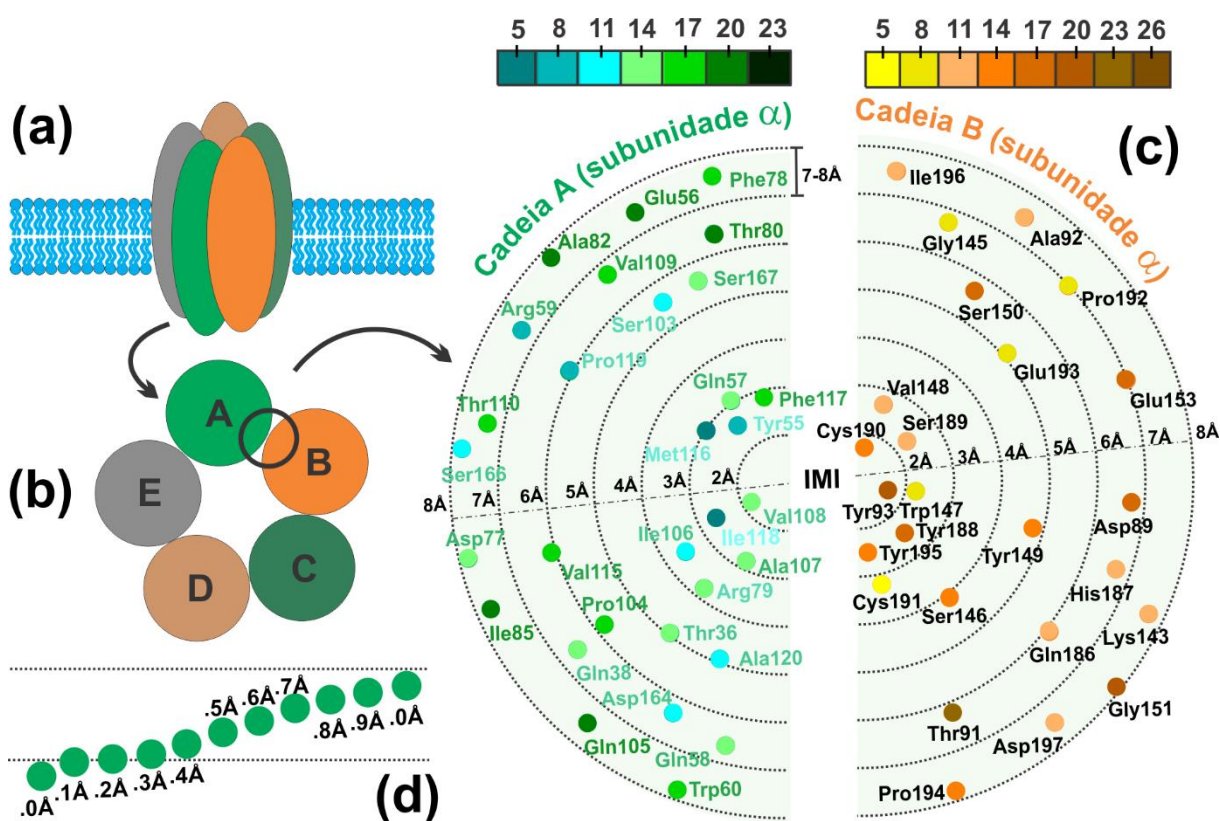 5 8 11 14 17 20 23
5 8 11 14 17 20 23 26
(a)
Cadeia A (subunidade α)
Cadeia B (subunidade α)
(c)
7-8Å
Phe78
Glu56
Thr80
Ala82
Val109
Ser167
Arg59
Ser103
Pro119
Gln57
Phe117
Thr110
Met116
Tyr55
Ser166
8Å 7Å 6Å 5Å 4Å 3Å 2Å
IMI
Asp77
Ile106
Ile118
Val108
Val115
Ala107
Arg79
Pro104
Ile85
Thr36
Gln38
Ala120
Asp164
Gln105
Gln58
Trp60
Ile196
Gly145
Ala92
Ser150
Pro192
Glu193
Val148
Glu153
Cys190
Ser189
2Å 3Å 4Å 5Å 6Å 7Å 8Å
Tyr93
Trp147
Asp89
Tyr188
Tyr195
Tyr149
Cys191
His187
Ser146
Lys143
Gln186
Gly151
Thr91
Asp197
Pro194
A
B
(b)
E
C
D
.0Å .1Å .2Å .3Å .4Å .5Å .6Å .7Å .8Å .9Å .0Å
(d)